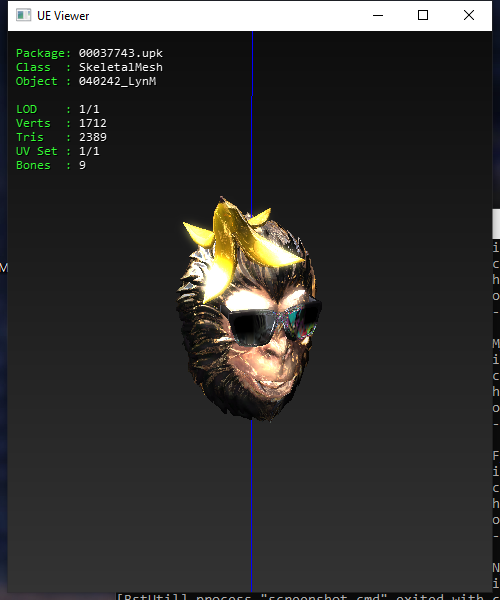 UE Viewer
Package: 00037743.upk
Class : SkeletalMesh
Object : 040242_LynM
LOD : 1/1
Verts : 1712
Tris : 2389
UV Set : 1/1
Bones : 9
M
i
c
h
o
-
M
i
c
h
o
-
F
i
c
h
o
-
N
i
[BstUtil] process "screenshot.cmd" exited with c